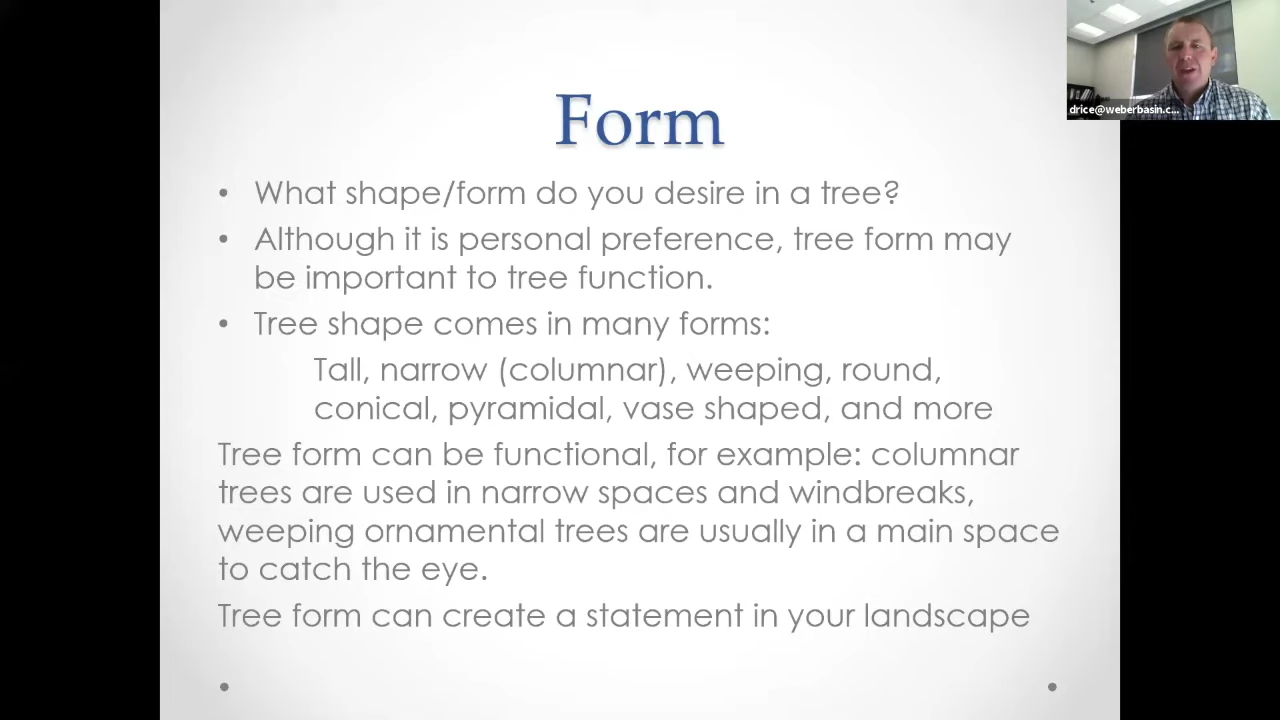 Form
drice@weberbasin.c...
• What shape/form do you desire in a tree?
• Although it is personal preference, tree form may
be important to tree function.
• Tree shape comes in many forms:
Tall, narrow (columnar), weeping, round,
conical, pyramidal, vase shaped, and more
Tree form can be functional, for example: columnar
trees are used in narrow spaces and windbreaks,
weeping ornamental trees are usually in a main space
to catch the eye.
Tree form can create a statement in your landscape